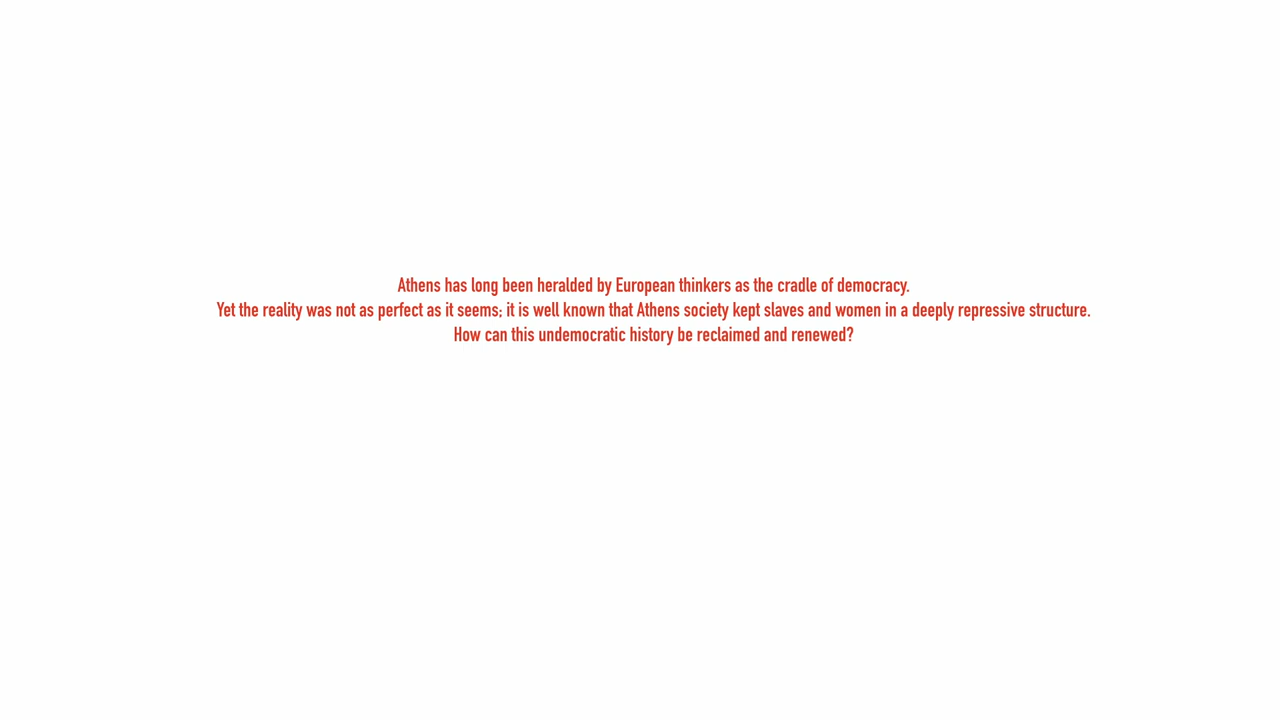 Athens has long been heralded by European thinkers as the cradle of democracy.
Yet the reality was not as perfect as it seems; it is well known that Athens society kept slaves and women in a deeply repressive structure.
How can this undemocratic history be reclaimed and renewed?